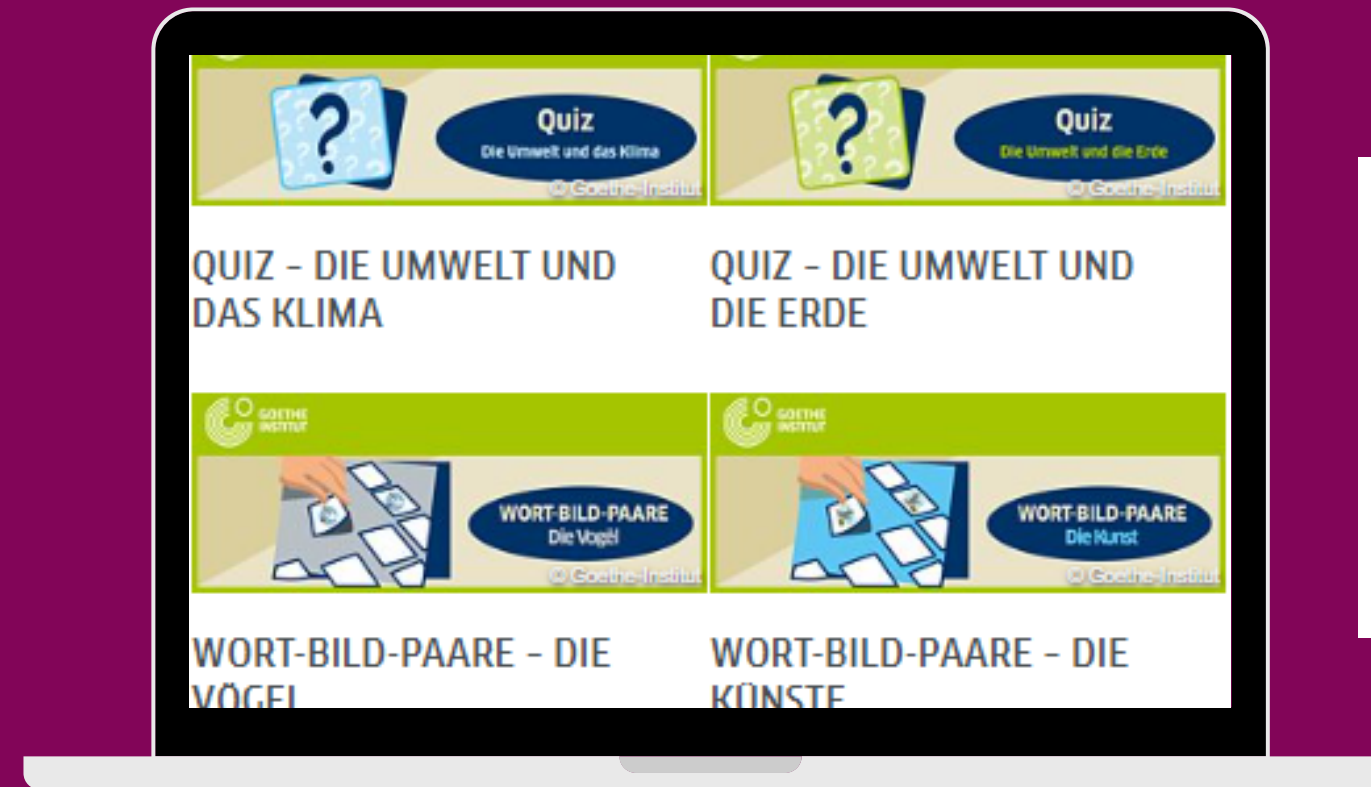 Quiz
Die Umwelt und das Klima
© Goethe-Institut
Quiz
Die Umwelt und die Erde
© Goethe-Institut
QUIZ – DIE UMWELT UND
DAS KLIMA
QUIZ – DIE UMWELT UND
DIE ERDE
GOETHE
INSTITUT
WORT-BILD-PAARE
Die Vogël
© Goethe-Institut
GOETHE
INSTITUT
WORT-BILD-PAARE
Die Kunst
© Goethe-Institut
WORT-BILD-PAARE – DIE
VÖGEL
WORT-BILD-PAARE – DIE
KÜNSTE